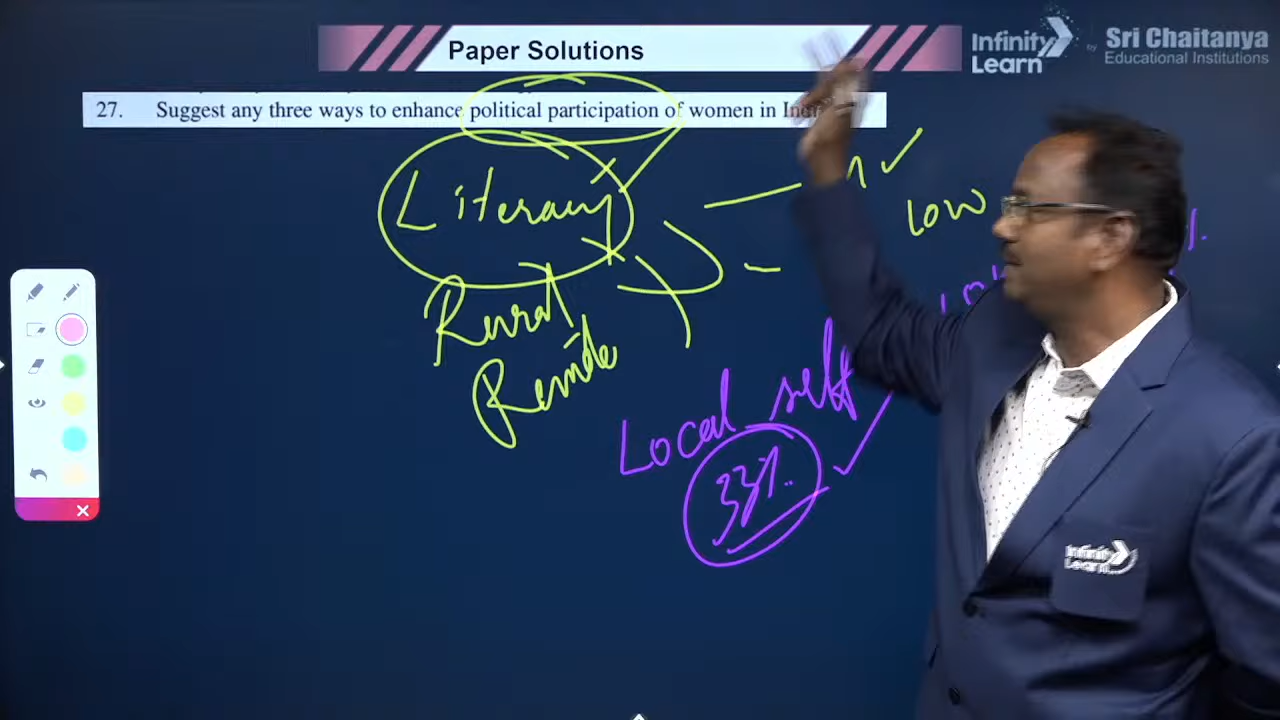 Paper Solutions
Infinity Learn
by Sri Chaitanya
Educational Institutions
27. Suggest any three ways to enhance political participation of women in
Literacy
Low
Rural
Remote
Local self
33%
Infinity Learn